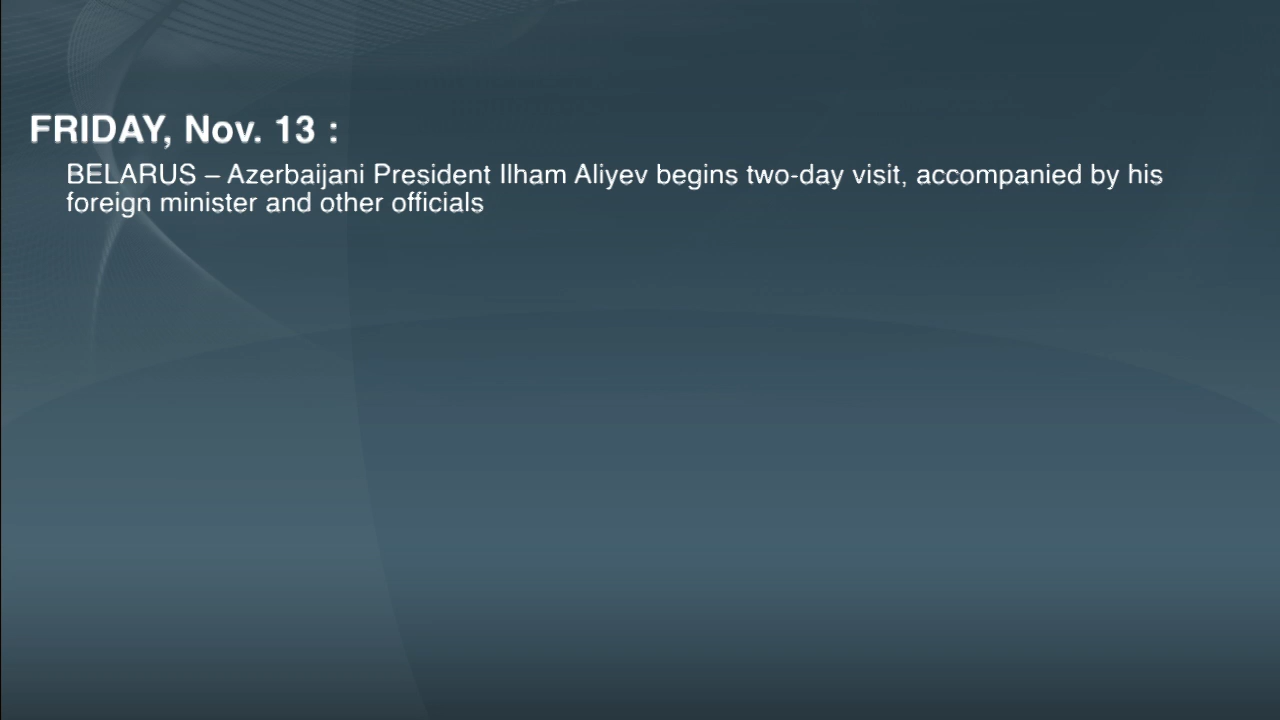 FRIDAY, Nov. 13 :
BELARUS – Azerbaijani President Ilham Aliyev begins two-day visit, accompanied by his
foreign minister and other officials